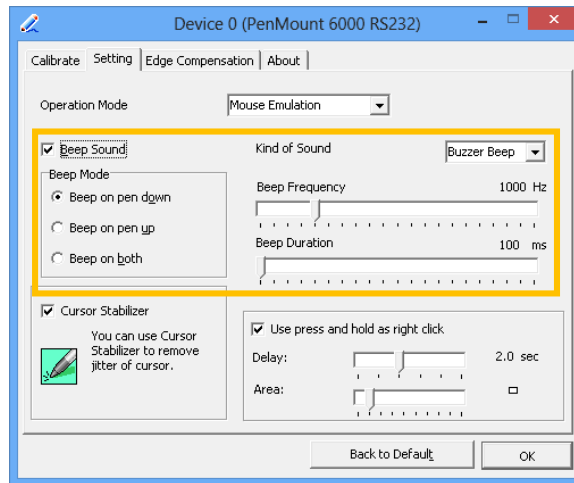 Device 0 (PenMount 6000 RS232)
Calibrate Setting Edge Compensation About
Operation Mode Mouse Emulation
Beep Sound Kind of Sound Buzzer Beep
Beep Mode
Beep on pen down
Beep on pen up
Beep on both
Beep Frequency 1000 Hz
Beep Duration 100 ms
Cursor Stabilizer
You can use Cursor
Stabilizer to remove
jitter of cursor.
Use press and hold as right click
Delay: 2.0 sec
Area:
Back to Default OK